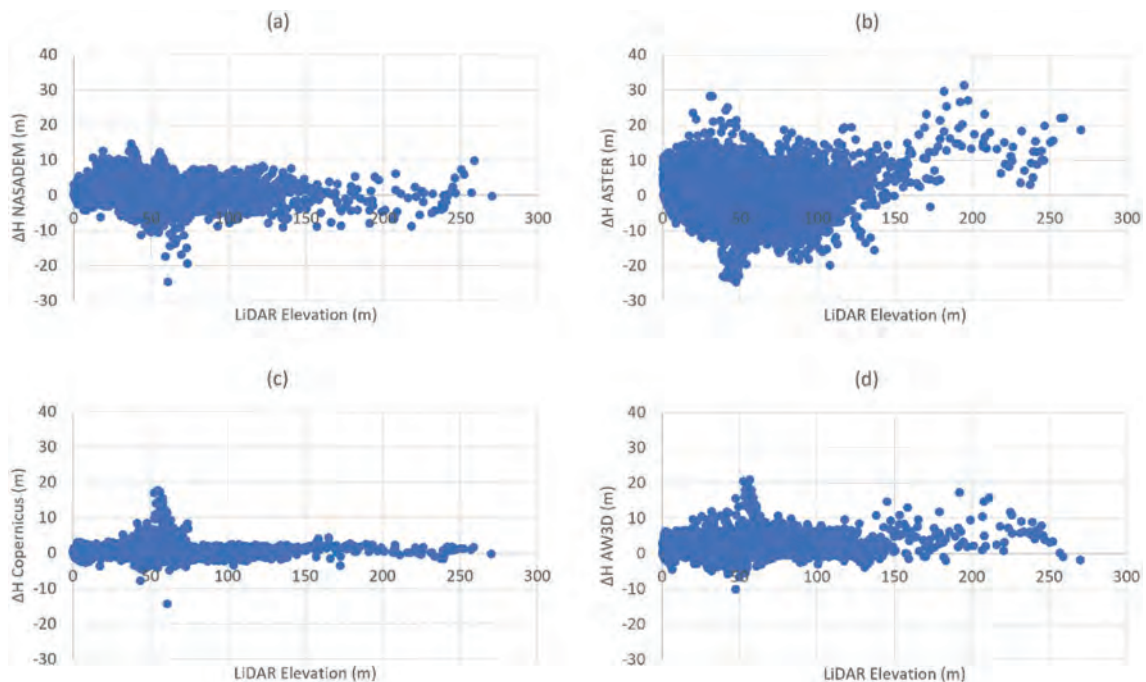 (a)
40
30
20
10
0
-10
-20
-30
0 50 100 150 200 250 300
ΔH NASADEM (m)
LiDAR Elevation (m)
(b)
40
30
20
10
0
-10
-20
-30
0 50 100 150 200 250 300
ΔH ASTER (m)
LiDAR Elevation (m)
(c)
40
30
20
10
0
-10
-20
-30
0 50 100 150 200 250 300
ΔH Copernicus (m)
LiDAR Elevation (m)
(d)
40
30
20
10
0
-10
-20
-30
0 50 100 150 200 250 300
ΔH AW3D (m)
LiDAR Elevation (m)